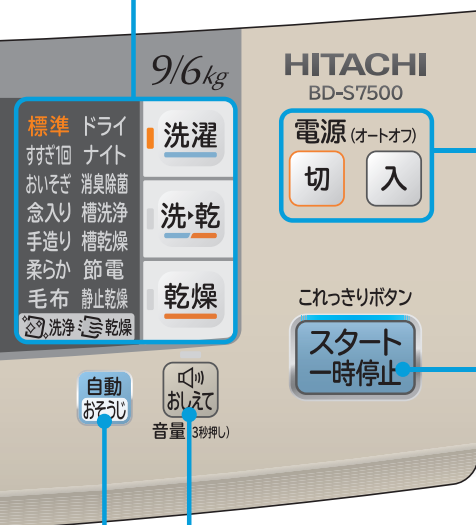 9/6kg
HITACHI
BD-S7500
電源(オートオフ)
切 入
標準 ドライ
すすぎ1回 ナイト
おいそぎ 消臭除菌
念入り 槽洗浄
手造り 槽乾燥
柔らか 節電
毛布 静止乾燥
洗浄 乾燥
洗濯
洗・乾
乾燥
これっきりボタン
スタート
一時停止
自動
おそうじ
おしえて
音量(3秒押し)